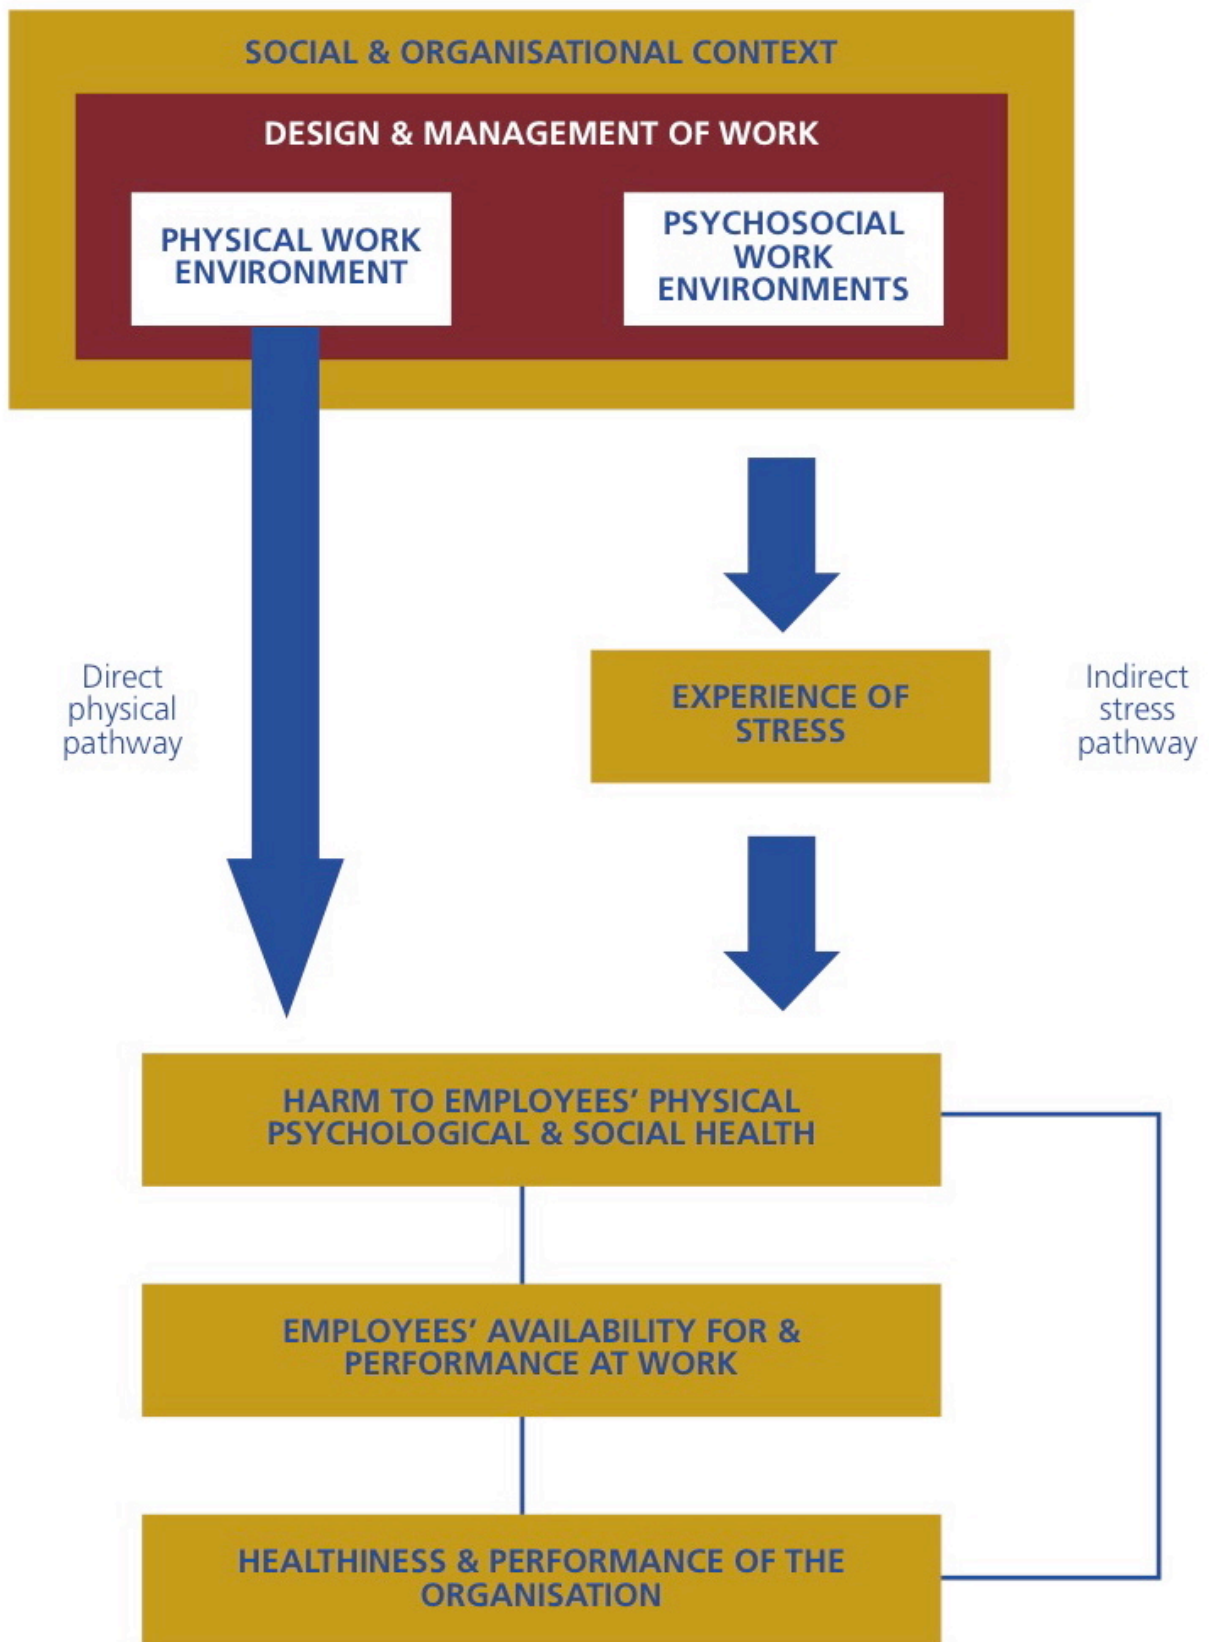 SOCIAL & ORGANISATIONAL CONTEXT
DESIGN & MANAGEMENT OF WORK
PHYSICAL WORK
ENVIRONMENT
PSYCHOSOCIAL
WORK
ENVIRONMENTS
Direct
physical
pathway
EXPERIENCE OF
STRESS
Indirect
stress
pathway
HARM TO EMPLOYEES’ PHYSICAL
PSYCHOLOGICAL & SOCIAL HEALTH
EMPLOYEES’ AVAILABILITY FOR &
PERFORMANCE AT WORK
HEALTHINESS & PERFORMANCE OF THE
ORGANISATION